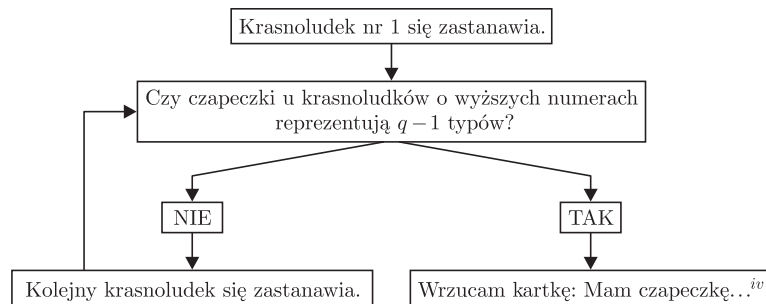 Krasnoludek nr 1 się zastanawia.
Czy czapeczki u krasnoludków o wyższych numerach
reprezentują q − 1 typów?
NIE
TAK
Kolejny krasnoludek się zastanawia.
Wrzucam kartkę: Mam czapeczkę…iv